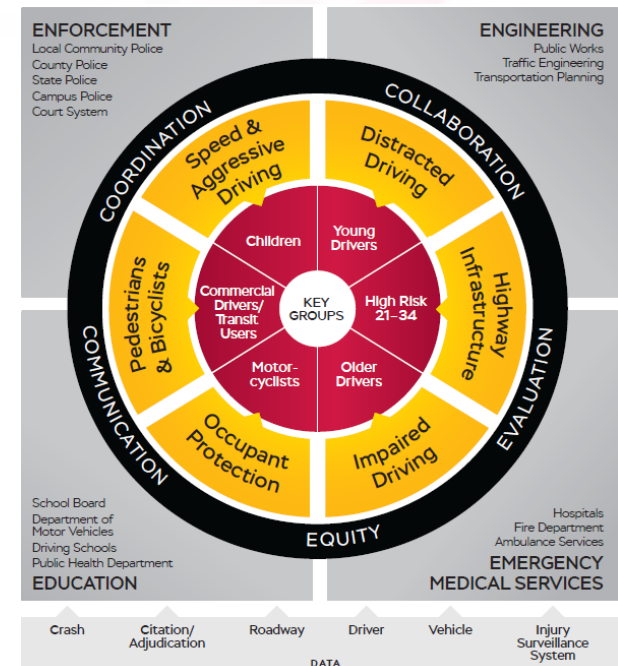 ENFORCEMENT
Local Community Police
County Police
State Police
Campus Police
Court System
ENGINEERING
Public Works
Traffic Engineering
Transportation Planning
COORDINATION
COLLABORATION
EVALUATION
EQUITY
COMMUNICATION
Speed &
Aggressive
Driving
Distracted
Driving
Highway
Infrastructure
Impaired
Driving
Occupant
Protection
Pedestrians
& Bicyclists
Children
Young
Drivers
High Risk
21–34
Older
Drivers
Motor-
cyclists
Commercial
Drivers/
Transit
Users
KEY
GROUPS
School Board
Department of
Motor Vehicles
Driving Schools
Public Health Department
EDUCATION
Hospitals
Fire Department
Ambulance Services
EMERGENCY
MEDICAL SERVICES
Crash
Citation/
Adjudication
Roadway
Driver
Vehicle
Injury
Surveillance
System
DATA